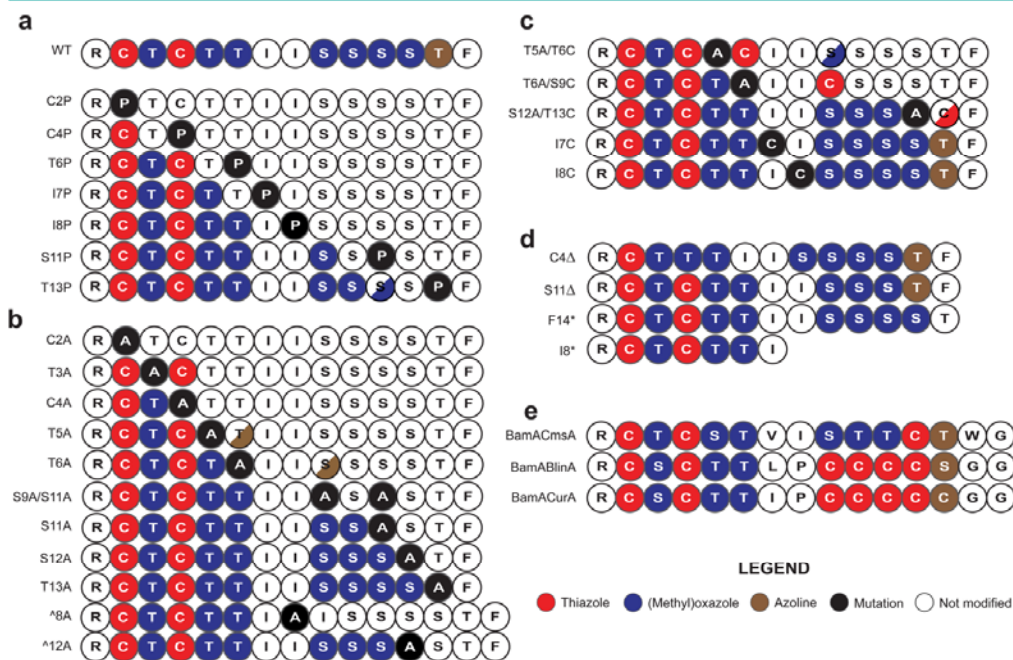 a
WT R C T C T T I I S S S S T F
C2P R P T C T T I I S S S S T F
C4P R C T P T T I I S S S S T F
T6P R C T C T P I I S S S S T F
I7P R C T C T T P I S S S S T F
I8P R C T C T T I P S S S S T F
S11P R C T C T T I I S S P S T F
T13P R C T C T T I I S S S S P F
b
C2A R A T C T T I I S S S S T F
T3A R C A C T T I I S S S S T F
C4A R C T A T T I I S S S S T F
T5A R C T C A T I I S S S S T F
T6A R C T C T A I I S S S S T F
S9A/S11A R C T C T T I I A S A S T F
S11A R C T C T T I I S S A S T F
S12A R C T C T T I I S S S A T F
T13A R C T C T T I I S S S S A F
^8A R C T C T T I A I S S S S T F
^12A R C T C T T I I S S S A S T F
c
T5A/T6C R C T C A C I I S S S S T F
T6A/S9C R C T C T A I I C S S S T F
S12A/T13C R C T C T T I I S S S A C F
I7C R C T C T T C I S S S S T F
I8C R C T C T T I C S S S S T F
d
C4Δ R C T T T I I S S S S T F
S11Δ R C T C T T I I S S S T F
F14* R C T C T T I I S S S S T
I8* R C T C T T I
e
BamACmsA R C T C S T V I S T T C T W G
BamABlinA R C S C T T L P C C C C S G G
BamACurA R C S C T T I P C C C C C G G
LEGEND
Thiazole (Methyl)oxazole Azoline Mutation Not modified